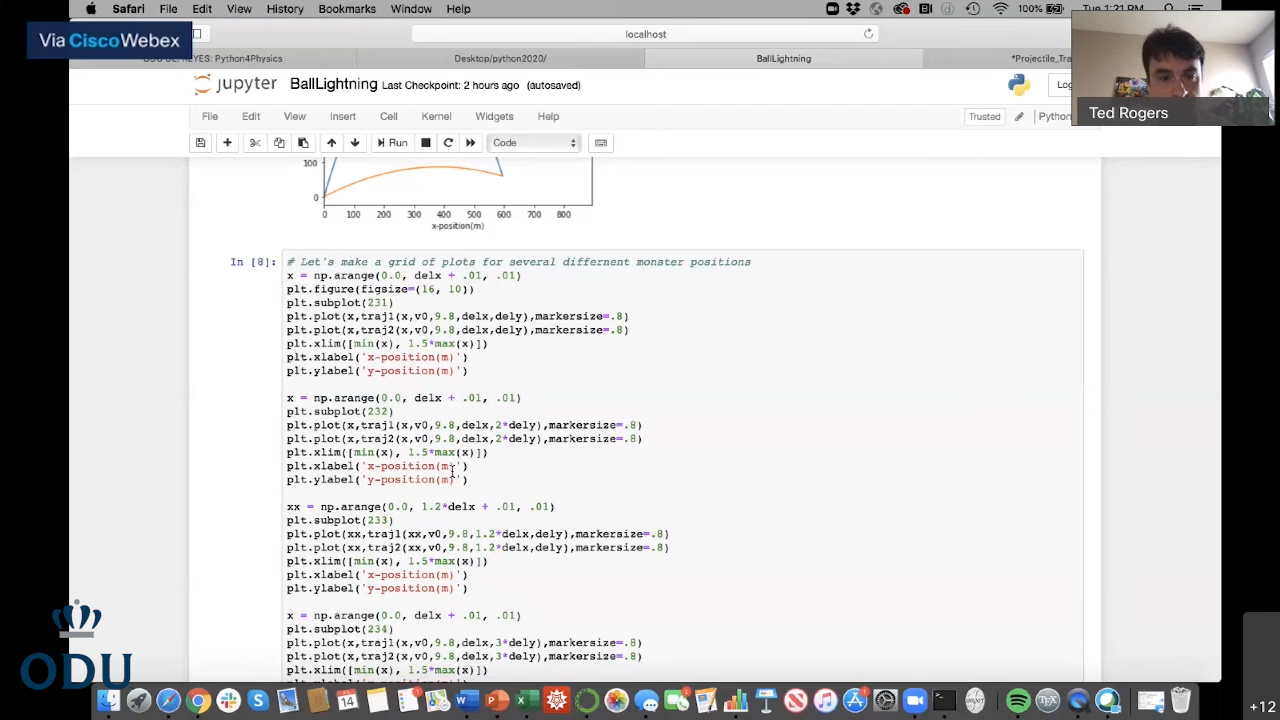 Safari File Edit View History Bookmarks Window Help 100% Tue 1:21 PM
Via Cisco Webex
localhost
KEYES: Python4Physics Desktop/python2020/ BallLightning
jupyter BallLightning Last Checkpoint: 2 hours ago (autosaved)
File Edit View Insert Cell Kernel Widgets Help Trusted Python
Run Code
Ted Rogers
100
0
0 100 200 300 400 500 600 700 800
x-position(m)
In [8]: # Let's make a grid of plots for several differnent monster positions
x = np.arange(0.0, delx + .01, .01)
plt.figure(figsize=(16, 10))
plt.subplot(231)
plt.plot(x,traj1(x,v0,9.8,delx,dely),markersize=.8)
plt.plot(x,traj2(x,v0,9.8,delx,dely),markersize=.8)
plt.xlim([min(x), 1.5*max(x)])
plt.xlabel('x-position(m)')
plt.ylabel('y-position(m)')
x = np.arange(0.0, delx + .01, .01)
plt.subplot(232)
plt.plot(x,traj1(x,v0,9.8,delx,2*dely),markersize=.8)
plt.plot(x,traj2(x,v0,9.8,delx,2*dely),markersize=.8)
plt.xlim([min(x), 1.5*max(x)])
plt.xlabel('x-position(m)')
plt.ylabel('y-position(m)')
xx = np.arange(0.0, 1.2*delx + .01, .01)
plt.subplot(233)
plt.plot(xx,traj1(xx,v0,9.8,1.2*delx,dely),markersize=.8)
plt.plot(xx,traj2(xx,v0,9.8,1.2*delx,dely),markersize=.8)
plt.xlim([min(x), 1.5*max(x)])
plt.xlabel('x-position(m)')
plt.ylabel('y-position(m)')
x = np.arange(0.0, delx + .01, .01)
plt.subplot(234)
plt.plot(x,traj1(x,v0,9.8,delx,3*dely),markersize=.8)
plt.plot(x,traj2(x,v0,9.8,delx,3*dely),markersize=.8)
plt.xlim([min(x), 1.5*max(x)])
ODU
+12